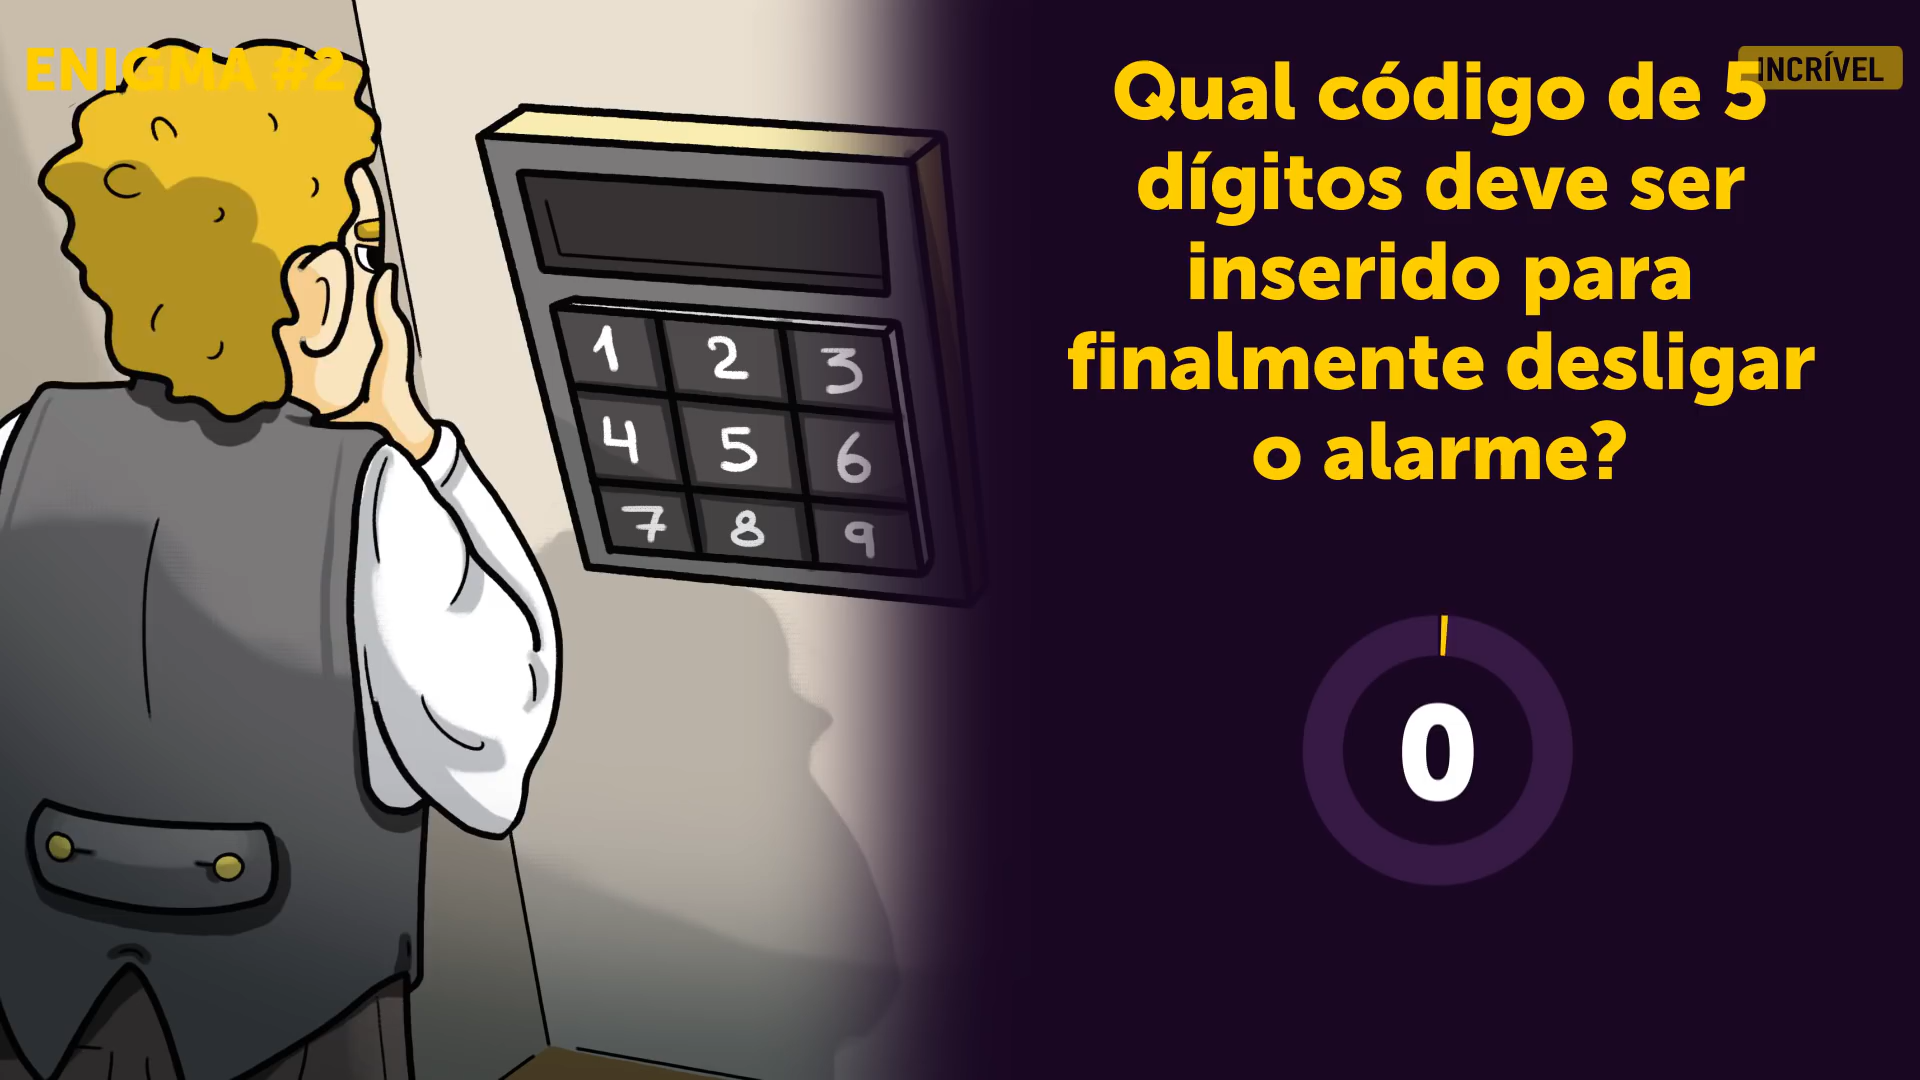 ENIGMA #2
INCRÍVEL
Qual código de 5
dígitos deve ser
inserido para
finalmente desligar
o alarme?
1 2 3
4 5 6
7 8 9
0